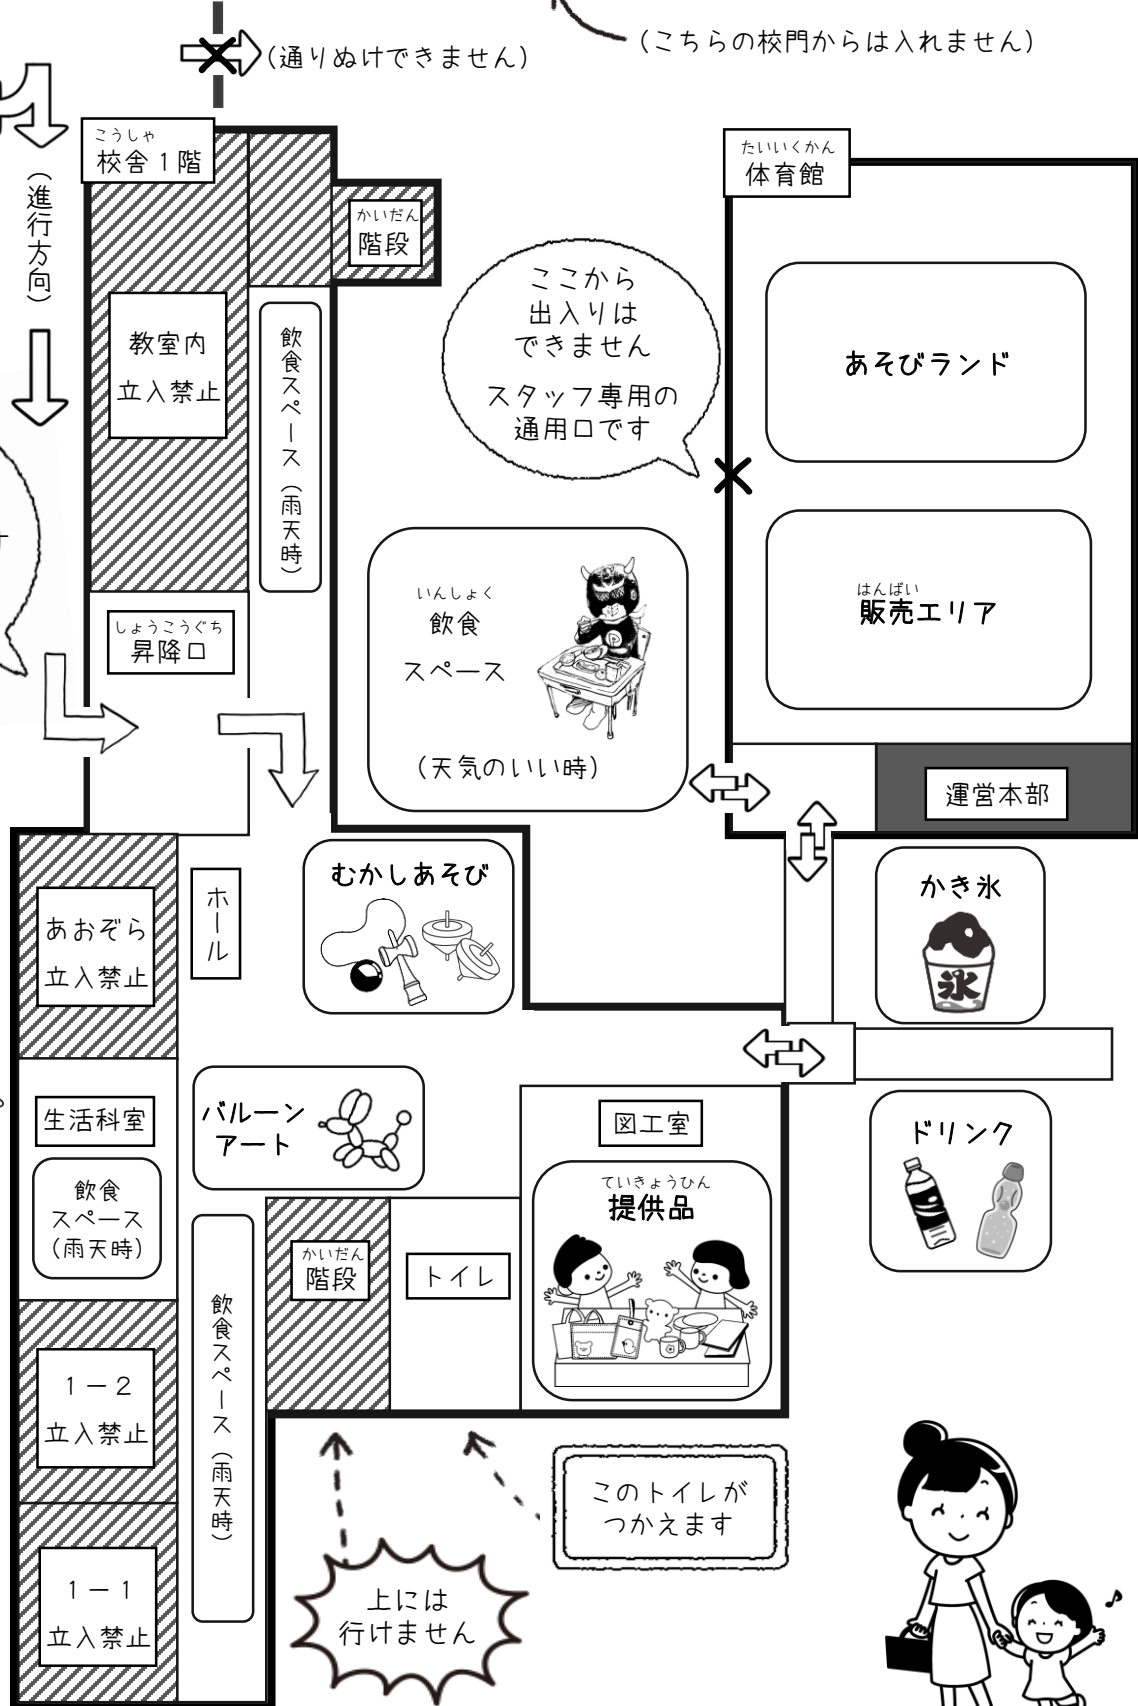 (通りぬけできません)
(こちらの校門からは入れません)
(進行方向)
こうしゃ
校舎1階
かいだん
階段
たいいくかん
体育館
教室内
立入禁止
飲食スペース(雨天時)
ここから
出入りは
できません
スタッフ専用の
通用口です
あそびランド
はんばい
販売エリア
いんしょく
飲食
スペース
(天気のいい時)
しょうこうぐち
昇降口
運営本部
むかしあそび
かき氷
氷
ホール
あおぞら
立入禁止
生活科室
飲食
スペース
(雨天時)
バルーン
アート
図工室
ていきょうひん
提供品
ドリンク
かいだん
階段
トイレ
飲食スペース(雨天時)
1-2
立入禁止
1-1
立入禁止
このトイレが
つかえます
上には
行けません